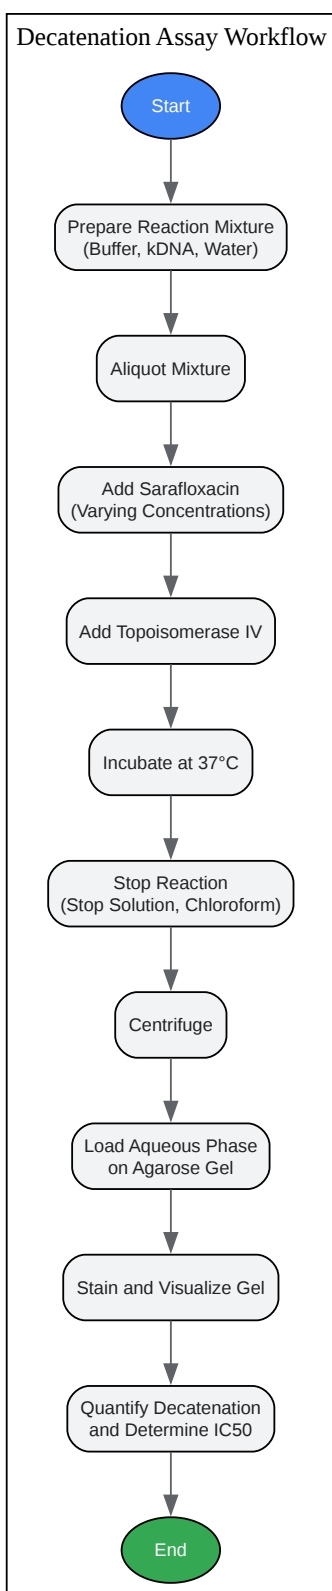 Decatenation Assay Workflow
Start
Prepare Reaction Mixture
(Buffer, kDNA, Water)
Aliquot Mixture
Add Sarafloxacin
(Varying Concentrations)
Add Topoisomerase IV
Incubate at 37°C
Stop Reaction
(Stop Solution, Chloroform)
Centrifuge
Load Aqueous Phase
on Agarose Gel
Stain and Visualize Gel
Quantify Decatenation
and Determine IC50
End